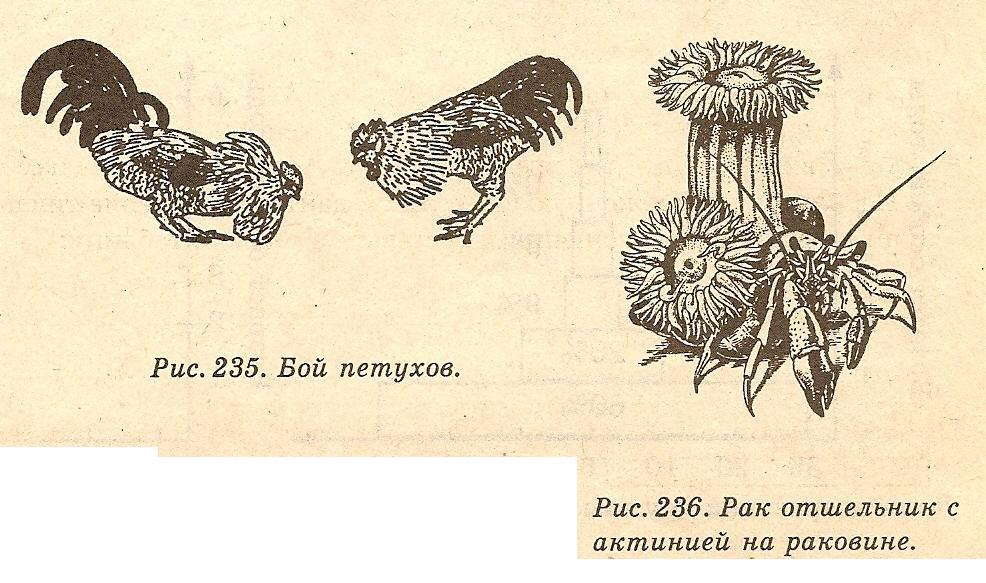 Рис. 235. Бой петухов.
Рис. 236. Рак отшельник с
актинией на раковине.